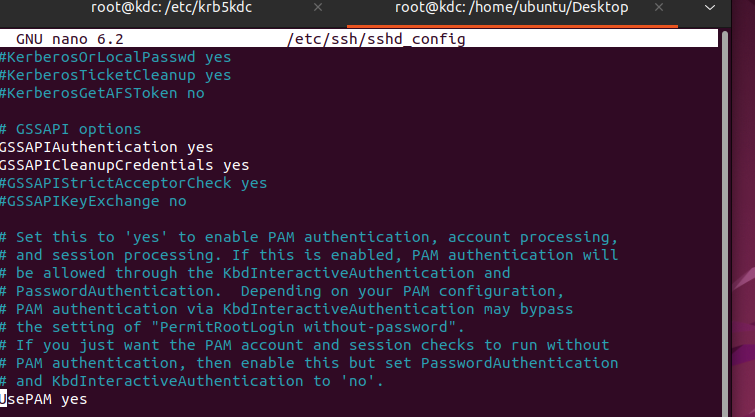 root@kdc: /etc/krb5kdc × root@kdc: /home/ubuntu/Desktop ×
GNU nano 6.2 /etc/ssh/sshd_config
#KerberosOrLocalPasswd yes
#KerberosTicketCleanup yes
#KerberosGetAFSToken no
# GSSAPI options
GSSAPIAuthentication yes
GSSAPICleanupCredentials yes
#GSSAPIStrictAcceptorCheck yes
#GSSAPIKeyExchange no
# Set this to 'yes' to enable PAM authentication, account processing,
# and session processing. If this is enabled, PAM authentication will
# be allowed through the KbdInteractiveAuthentication and
# PasswordAuthentication.  Depending on your PAM configuration,
# PAM authentication via KbdInteractiveAuthentication may bypass
# the setting of "PermitRootLogin without-password".
# If you just want the PAM account and session checks to run without
# PAM authentication, then enable this but set PasswordAuthentication
# and KbdInteractiveAuthentication to 'no'.
UsePAM yes